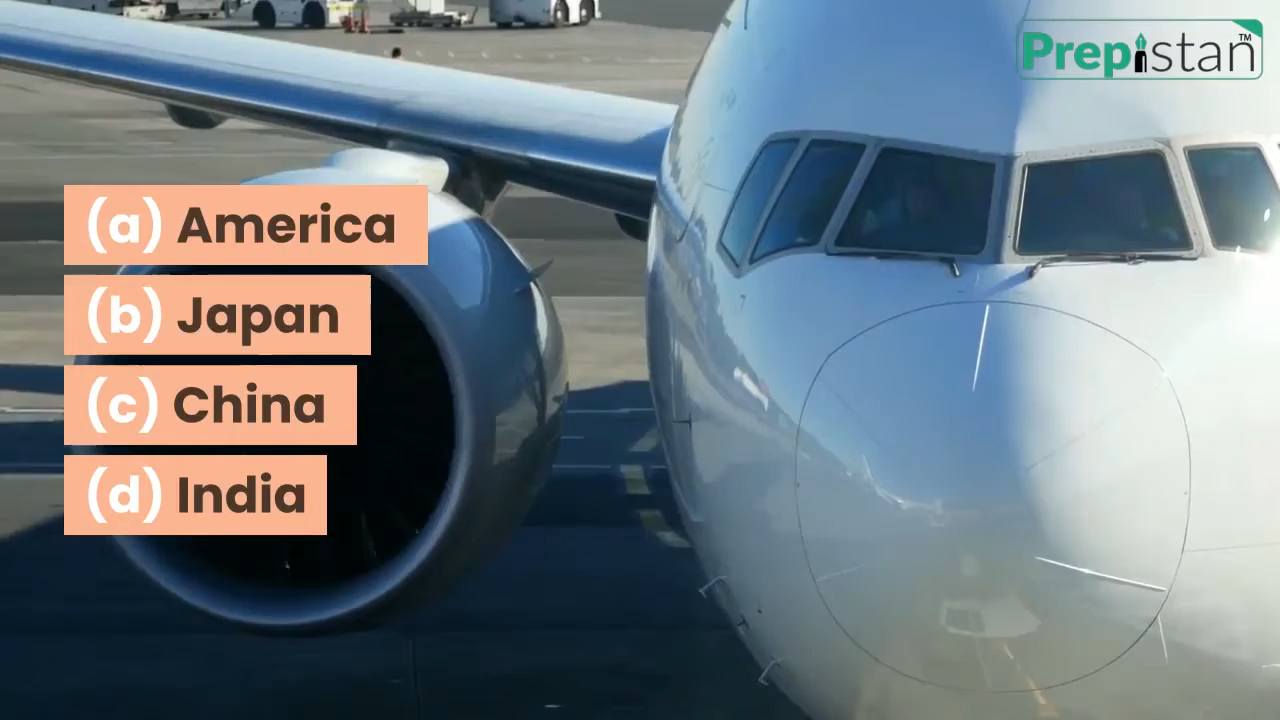 Prepistan™
(a) America
(b) Japan
(c) China
(d) India